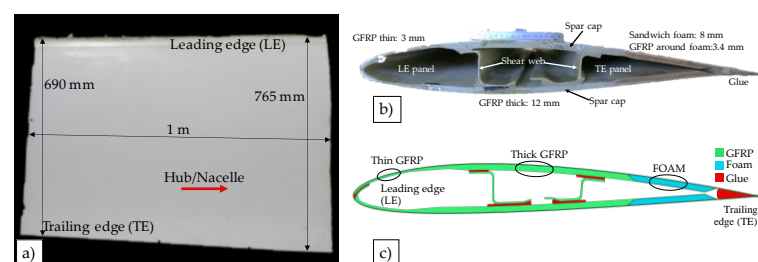 Leading edge (LE)
690 mm
765 mm
1 m
Hub/Nacelle
Trailing edge (TE)
a)
GFRP thin: 3 mm
Spar cap
Sandwich foam: 8 mm
GFRP around foam:3.4 mm
LE panel
Shear web
TE panel
Glue
GFRP thick: 12 mm
Spar cap
b)
Thin GFRP
Thick GFRP
FOAM
GFRP
Foam
Glue
Leading edge
(LE)
Trailing
edge (TE)
c)